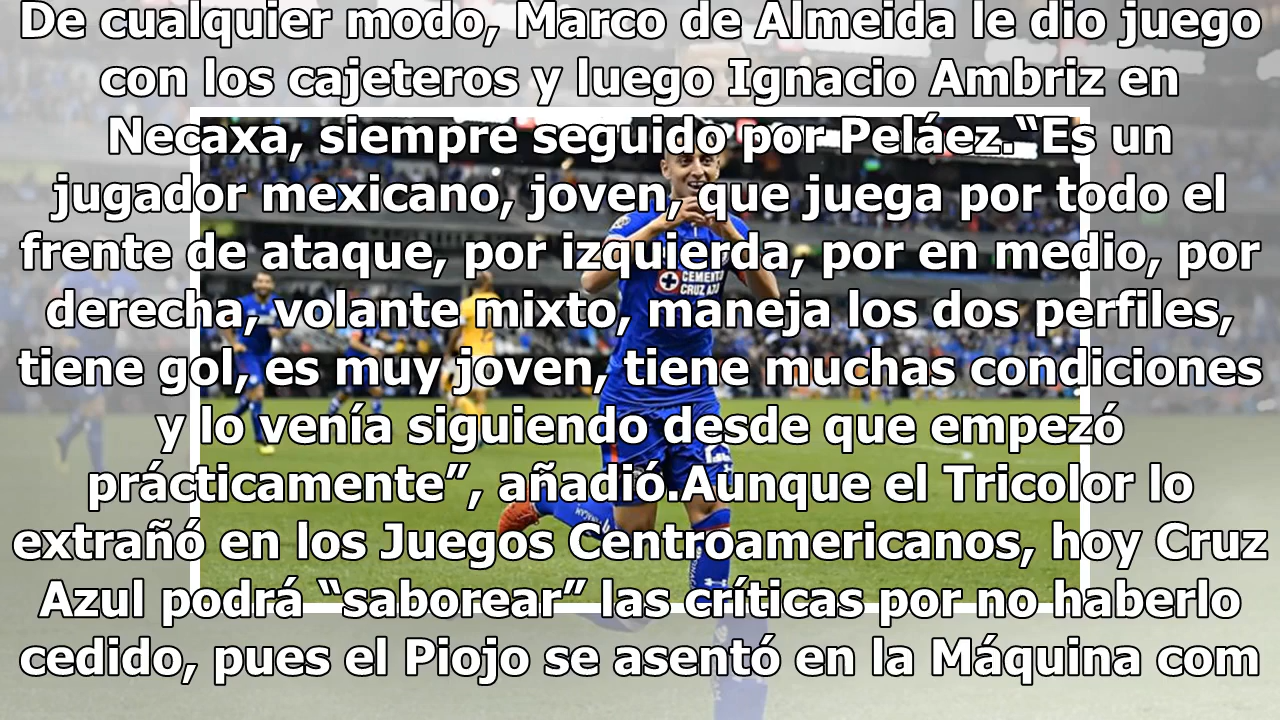 De cualquier modo, Marco de Almeida le dio juego
con los cajeteros y luego Ignacio Ambriz en
Necaxa, siempre seguido por Peláez.“Es un
jugador mexicano, joven, que juega por todo el
frente de ataque, por izquierda, por en medio, por
derecha, volante mixto, maneja los dos perfiles,
tiene gol, es muy joven, tiene muchas condiciones
y lo venía siguiendo desde que empezó
prácticamente”, añadió.Aunque el Tricolor lo
extrañó en los Juegos Centroamericanos, hoy Cruz
Azul podrá “saborear” las críticas por no haberlo
cedido, pues el Piojo se asentó en la Máquina com
CEMENTO
CRUZ AZUL